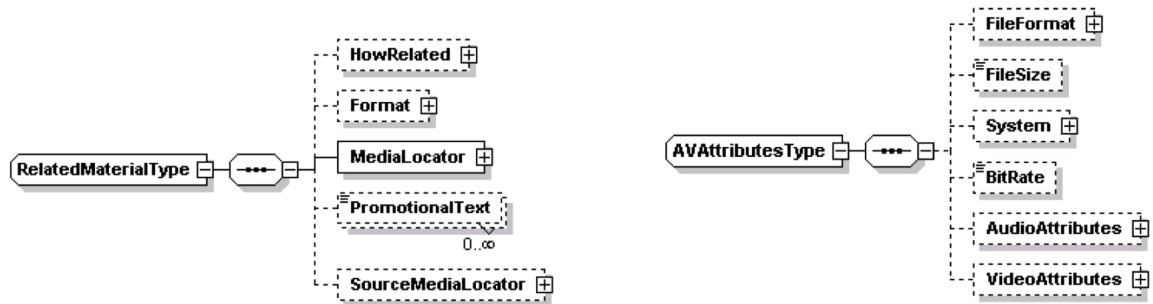 RelatedMaterialType
HowRelated
Format
MediaLocator
PromotionalText
0..∞
SourceMediaLocator
AVAttributesType
FileFormat
FileSize
System
BitRate
AudioAttributes
VideoAttributes